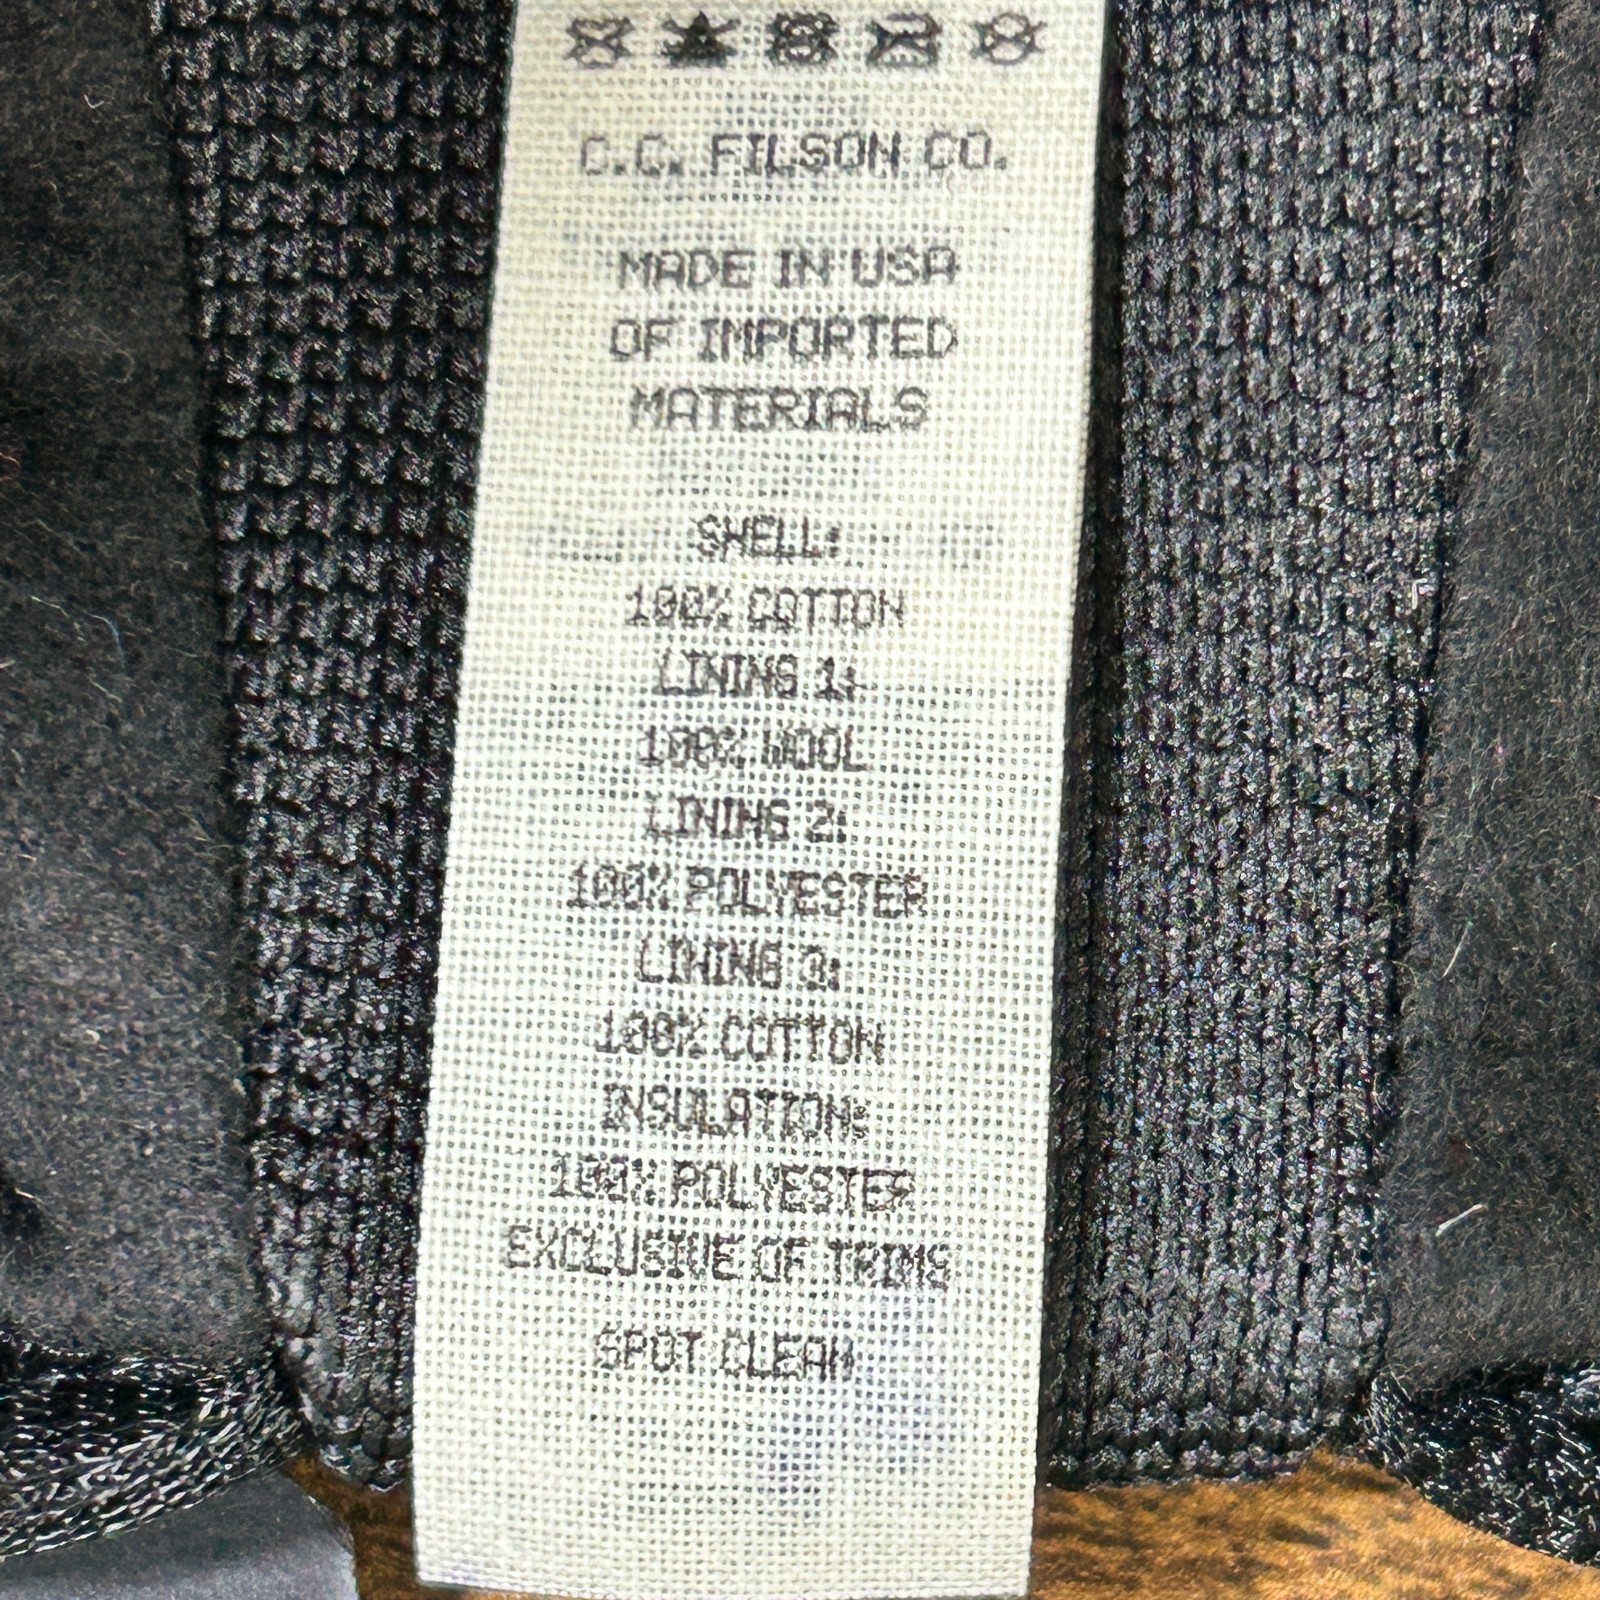 C.C. FILSON CO.
MADE IN USA
OF IMPORTED
MATERIALS
SHELL:
100% COTTON
LINING 1:
100% WOOL
LINING 2:
100% POLYESTER
LINING 3:
100% COTTON
INSULATION:
100% POLYESTER
EXCLUSIVE OF TRIMS
SPOT CLEAN